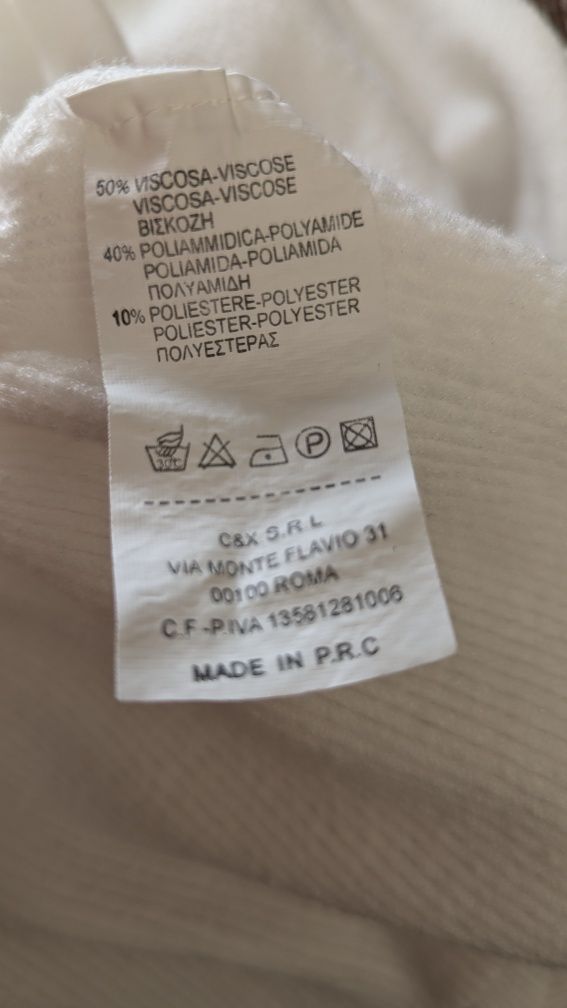 50% VISCOSA-VISCOSE
VISCOSA-VISCOSE
ΒΙΣΚΟΖΗ
40% POLIAMMIDICA-POLYAMIDE
POLIAMIDA-POLIAMIDA
ΠΟΛΥΑΜΙΔΗ
10% POLIESTERE-POLYESTER
POLIESTER-POLYESTER
ΠΟΛΥΕΣΤΕΡΑΣ
30°C P
C&X S.R.L
VIA MONTE FLAVIO 31
00100 ROMA
C.F-P.IVA 13581281006
MADE IN P.R.C